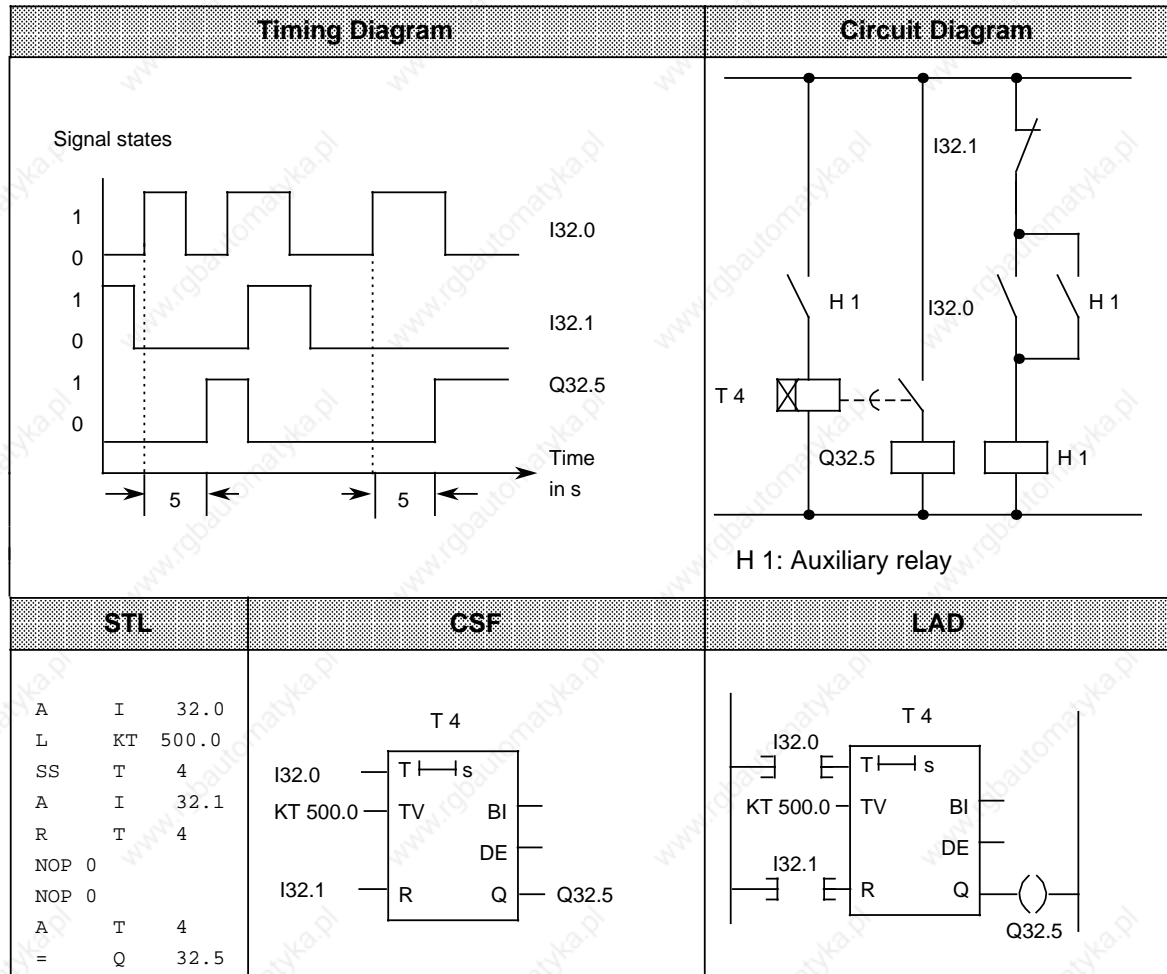 Timing Diagram
Circuit Diagram
Signal states
1
0
I32.0
1
0
I32.1
1
0
Q32.5
Time
in s
5
5
I32.1
H 1
I32.0
H 1
T 4
Q32.5
H 1
H 1: Auxiliary relay
STL
CSF
LAD
A I 32.0
L KT 500.0
SS T 4
A I 32.1
R T 4
NOP 0
NOP 0
A T 4
= Q 32.5
T 4
I32.0
T s
KT 500.0
TV BI
DE
I32.1
R Q
Q32.5
T 4
I32.0
T s
KT 500.0
TV BI
DE
I32.1
R Q
Q32.5
www.rgbautomatyka.pl